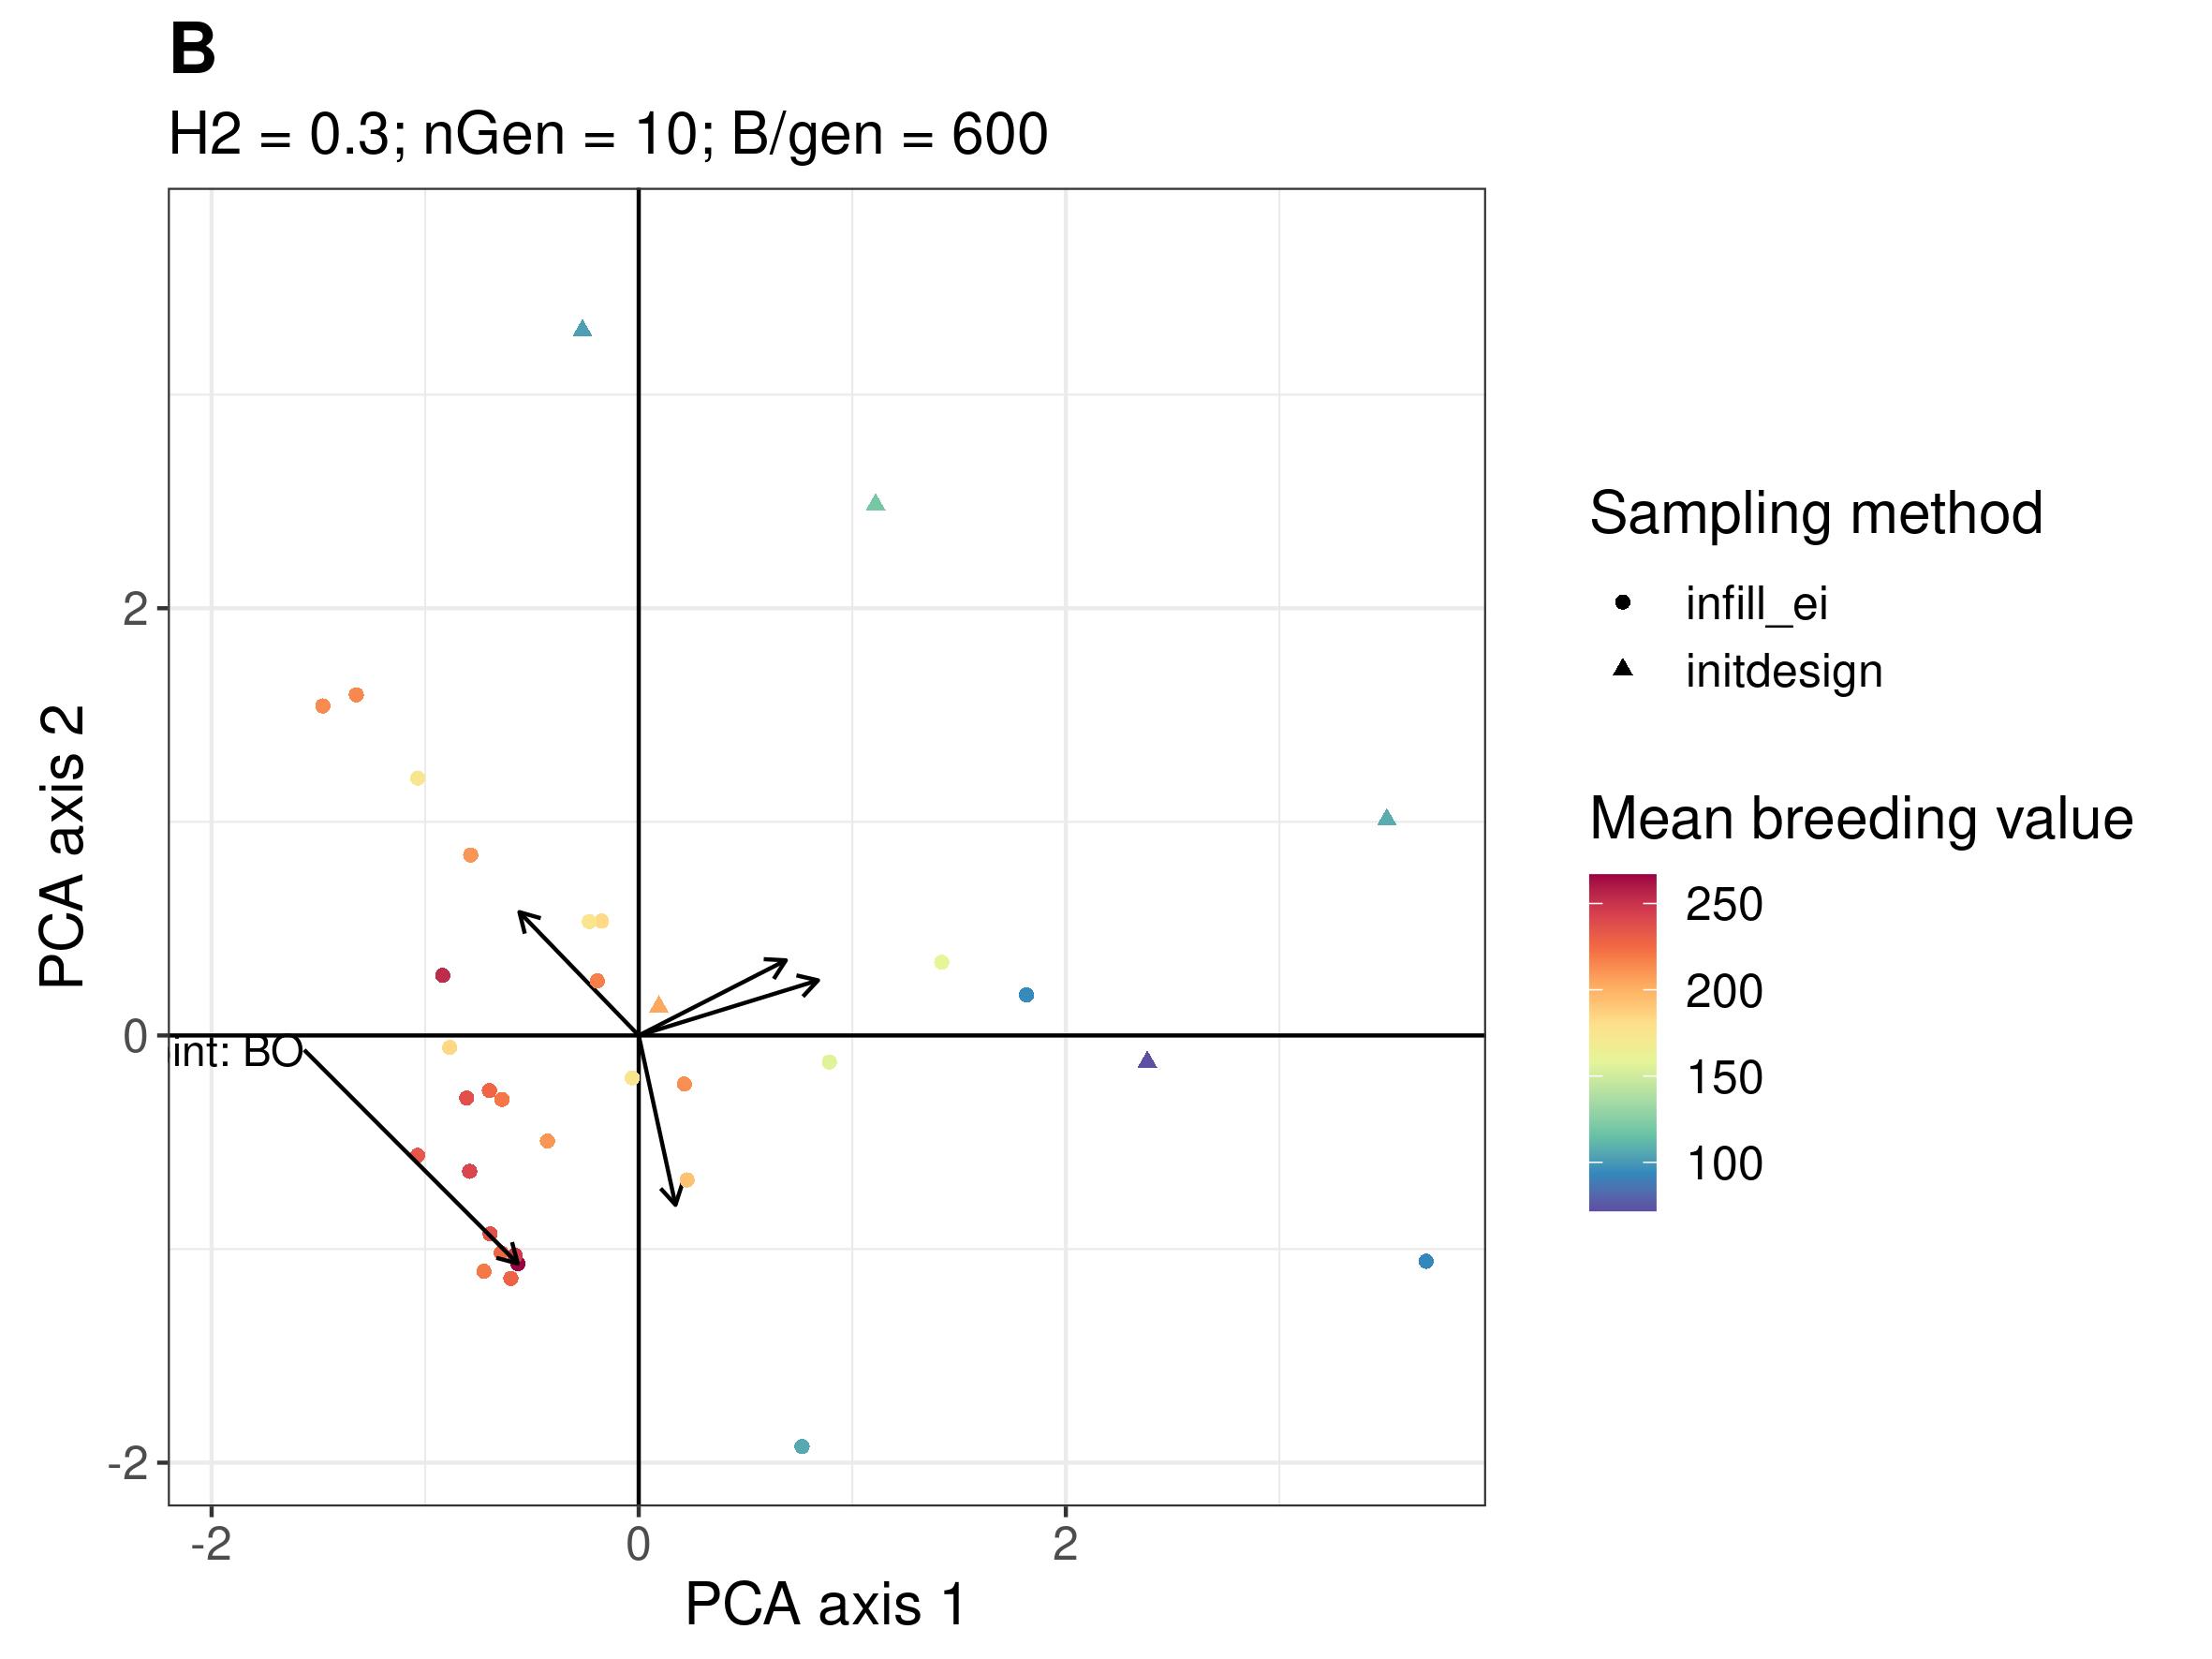 B
H2 = 0.3; nGen = 10; B/gen = 600
PCA axis 2
2
0
-2
int: BO
-2
0
2
PCA axis 1
Sampling method
infill_ei
initdesign
Mean breeding value
250
200
150
100